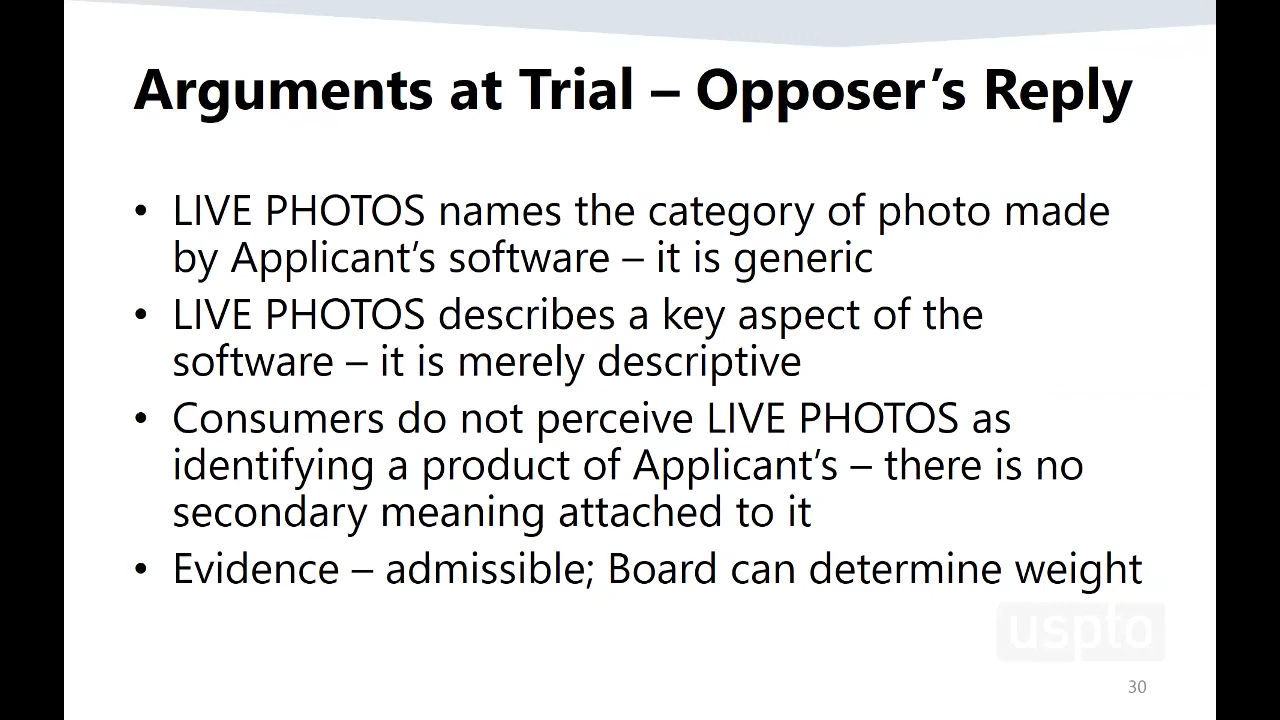 Arguments at Trial – Opposer’s Reply
• LIVE PHOTOS names the category of photo made
by Applicant’s software – it is generic
• LIVE PHOTOS describes a key aspect of the
software – it is merely descriptive
• Consumers do not perceive LIVE PHOTOS as
identifying a product of Applicant’s – there is no
secondary meaning attached to it
• Evidence – admissible; Board can determine weight
uspto
30